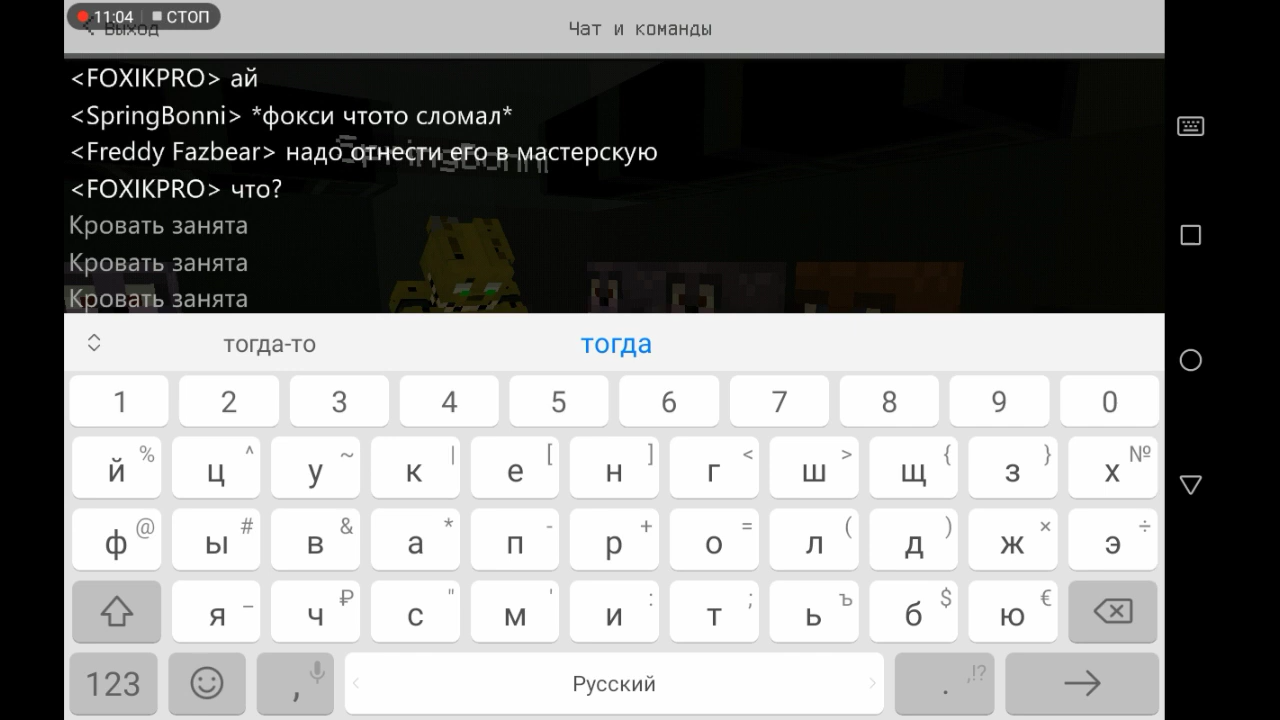 11:04 СТОП
Выход
Чат и команды
<FOXIKPRO> ай
<SpringBonni> *фокси чтото сломал*
SpringBonni
<Freddy Fazbear> надо отнести его в мастерскую
<FOXIKPRO> что?
Кровать занята
Кровать занята
Кровать занята
тогда-то тогда
1 2 3 4 5 6 7 8 9 0
й % ц ^ у ~ к | е [ н ] г < ш > щ { з } х №
ф @ ы # в & а * п - р + о = л ( д ) ж × э ÷
я _ ч ₽ с " м ' и : т ; ь ъ б $ ю €
123 , Русский . ,!?